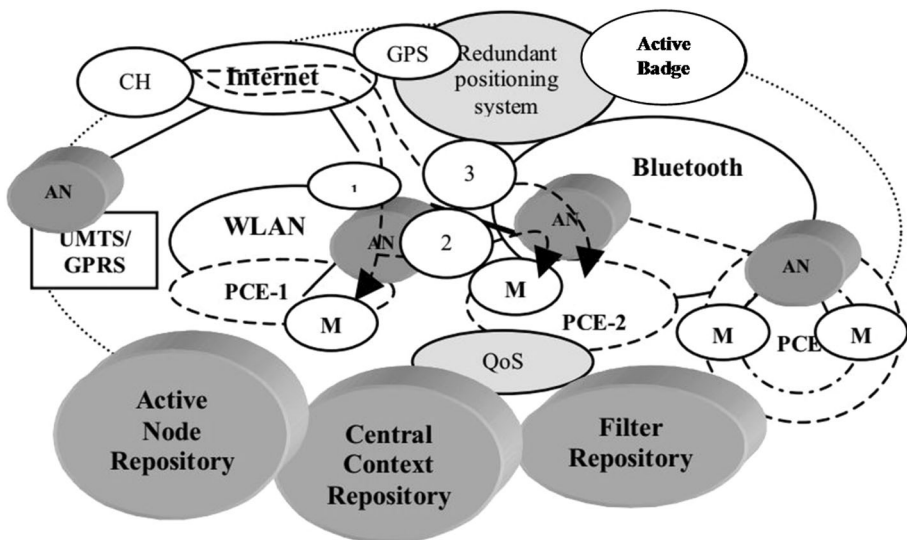 CH
Internet
GPS
Redundant
positioning
system
Active
Badge
AN
UMTS/
GPRS
1
3
Bluetooth
WLAN
AN
2
AN
AN
PCE-1
M
M
PCE-2
M
PCE
M
QoS
Active
Node
Repository
Central
Context
Repository
Filter
Repository